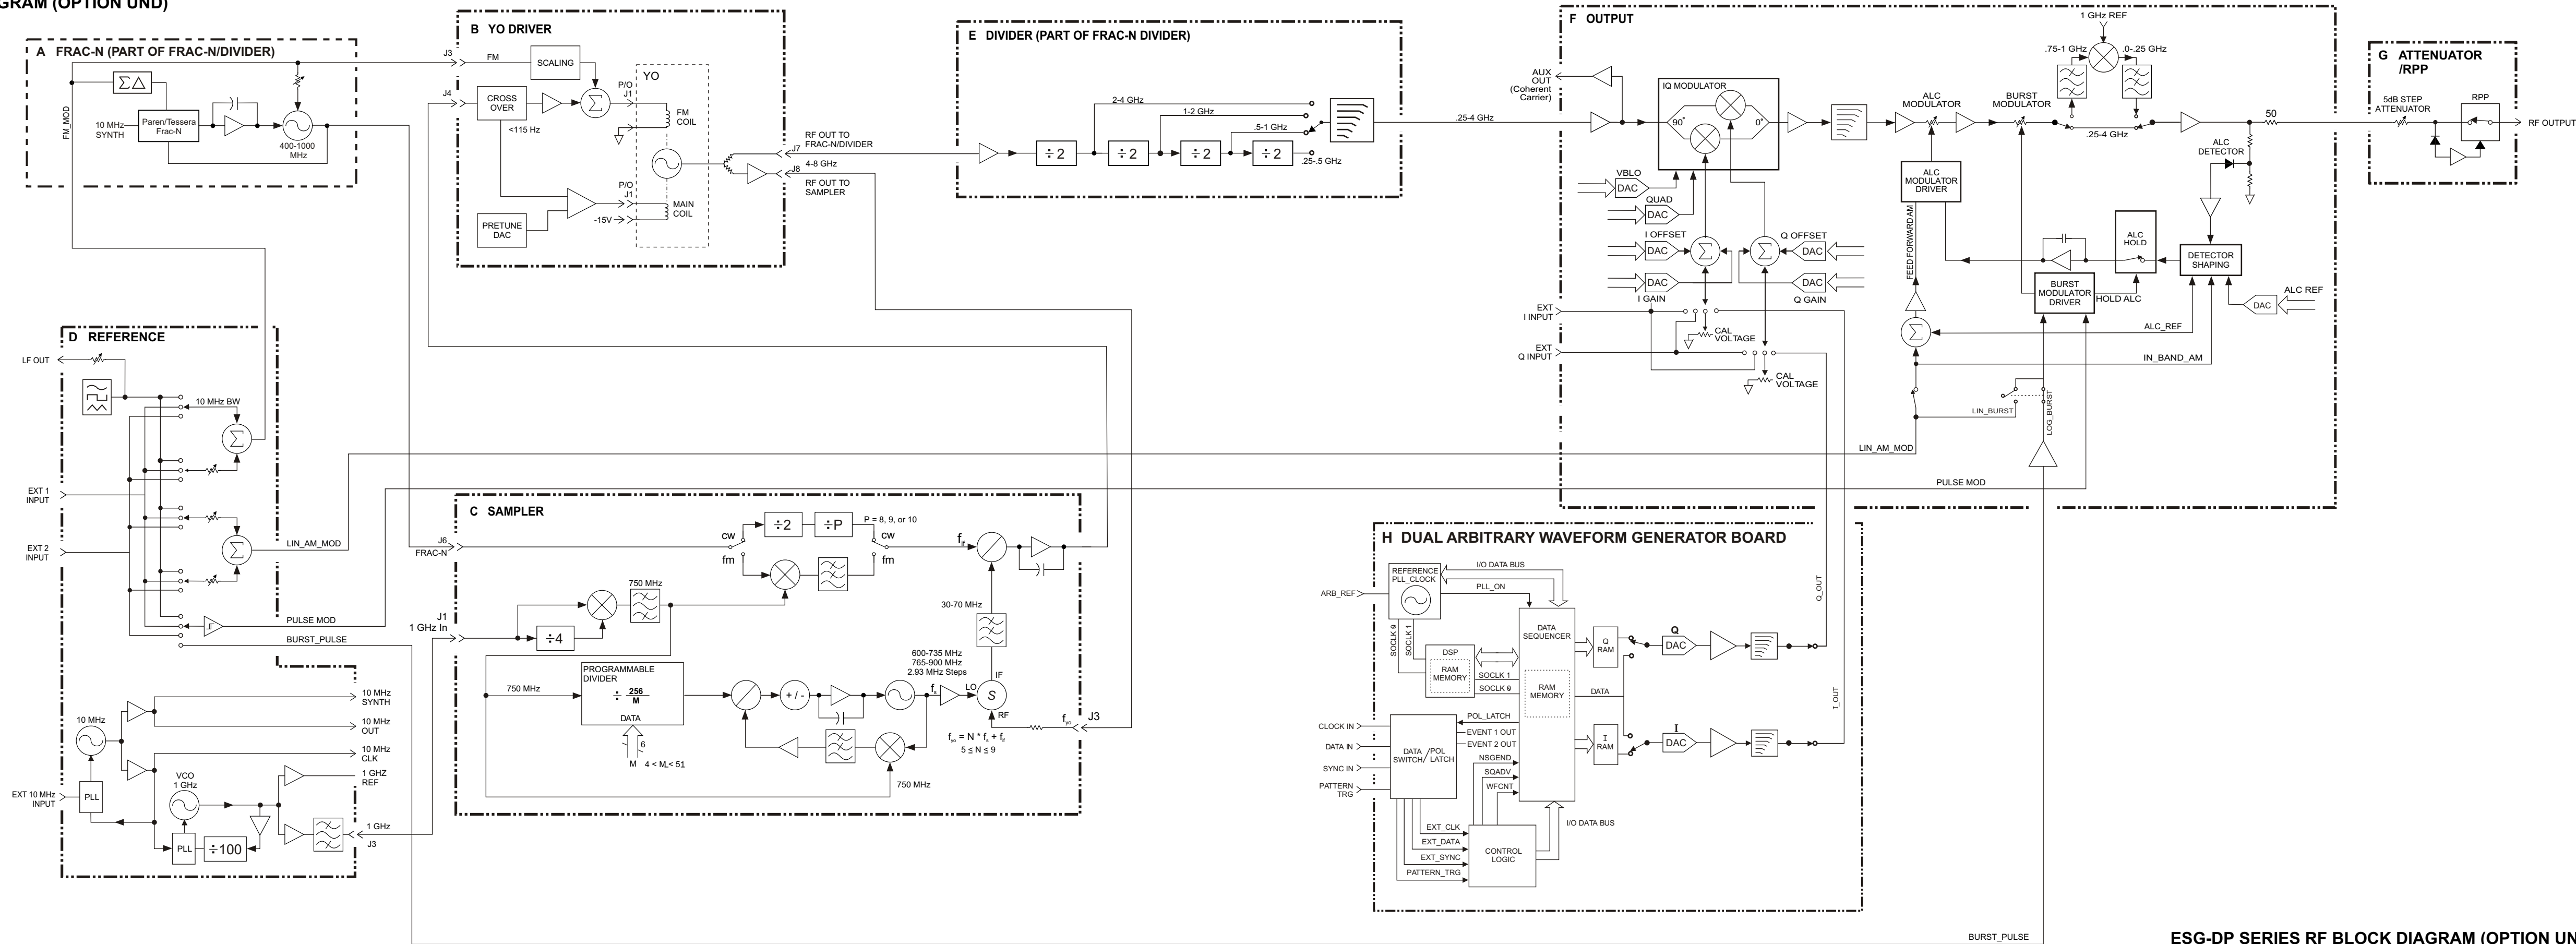 GRAM (OPTION UND)
A FRAC-N (PART OF FRAC-N/DIVIDER)
FM_MOD
ΣΔ
10 MHz
SYNTH
Paren/Tessera
Frac-N
400-1000
MHz
B YO DRIVER
J3
FM
SCALING
J4
CROSS
OVER
<115 Hz
Σ
P/O
J1
YO
FM
COIL
P/O
J1
-15V
MAIN
COIL
PRETUNE
DAC
RF OUT TO
FRAC-N/DIVIDER
J7
4-8 GHz
J8
RF OUT TO
SAMPLER
E DIVIDER (PART OF FRAC-N DIVIDER)
2-4 GHz
1-2 GHz
.5-1 GHz
.25-.5 GHz
÷2
÷2
÷2
÷2
.25-4 GHz
F OUTPUT
AUX
OUT
(Coherent
Carrier)
IQ MODULATOR
90°
0°
VBLO
DAC
QUAD
DAC
I OFFSET
DAC
Σ
Σ
Q OFFSET
DAC
DAC
I GAIN
DAC
Q GAIN
EXT
I INPUT
CAL
VOLTAGE
EXT
Q INPUT
CAL
VOLTAGE
ALC
MODULATOR
BURST
MODULATOR
1 GHz REF
.75-1 GHz
.0-.25 GHz
.25-4 GHz
50
ALC
DETECTOR
ALC
MODULATOR
DRIVER
FEED FORWARD AM
ALC
HOLD
DETECTOR
SHAPING
BURST
MODULATOR
DRIVER
HOLD ALC
ALC REF
DAC
Σ
ALC_REF
IN_BAND_AM
LIN_BURST
LOG_BURST
LIN_AM_MOD
PULSE MOD
G ATTENUATOR
/RPP
5dB STEP
ATTENUATOR
RPP
RF OUTPUT
D REFERENCE
LF OUT
10 MHz BW
Σ
EXT 1
INPUT
EXT 2
INPUT
Σ
LIN_AM_MOD
PULSE MOD
BURST_PULSE
10 MHz
SYNTH
10 MHz
OUT
10 MHz
CLK
10 MHz
VCO
1 GHz
1 GHZ
REF
EXT 10 MHz
INPUT
PLL
PLL
÷100
1 GHz
J3
C SAMPLER
J6
FRAC-N
cw
fm
÷2
÷P
P = 8, 9, or 10
cw
fm
fif
J1
1 GHz In
750 MHz
÷4
30-70 MHz
600-735 MHz
765-900 MHz
2.93 MHz Steps
750 MHz
PROGRAMMABLE
DIVIDER
÷ 256
M
DATA
6
M 4 < M < 51
+ / -
fs
LO
IF
S
RF
fyo
J3
fyo = N * fs + fif
5 ≤ N ≤ 9
750 MHz
H DUAL ARBITRARY WAVEFORM GENERATOR BOARD
REFERENCE
PLL_CLOCK
I/O DATA BUS
PLL_ON
ARB_REF
SOCLK 0
SOCLK 1
DSP
RAM
MEMORY
SOCLK 1
SOCLK 0
DATA
SEQUENCER
RAM
MEMORY
Q
RAM
Q
DAC
DATA
I
RAM
I
DAC
Q_OUT
I_OUT
CLOCK IN
DATA IN
SYNC IN
PATTERN
TRG
DATA /POL
SWITCH/ LATCH
POL_LATCH
EVENT 1 OUT
EVENT 2 OUT
NSGEND
SQADV
WFCNT
EXT_CLK
EXT_DATA
EXT_SYNC
PATTERN_TRG
CONTROL
LOGIC
I/O DATA BUS
BURST_PULSE
ESG-DP SERIES RF BLOCK DIAGRAM (OPTION UN